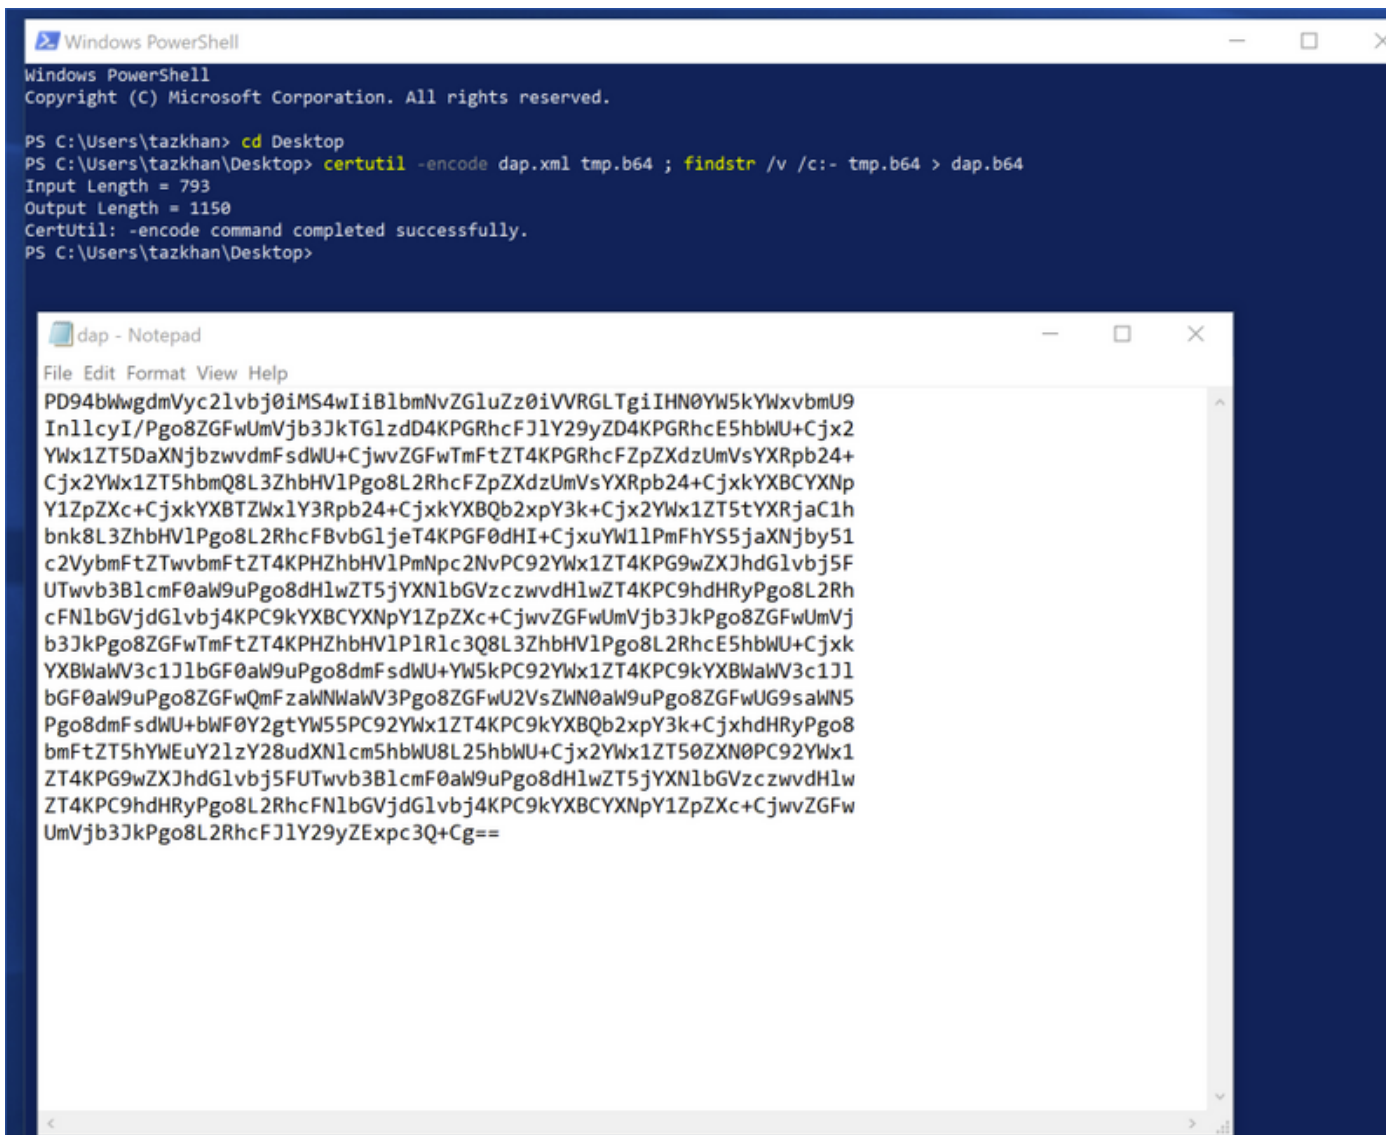 Windows PowerShell
Windows PowerShell
Copyright (C) Microsoft Corporation. All rights reserved.
PS C:\Users\tazkhan> cd Desktop
PS C:\Users\tazkhan\Desktop> certutil -encode dap.xml tmp.b64 ; findstr /v /c:- tmp.b64 > dap.b64
Input Length = 793
Output Length = 1150
CertUtil: -encode command completed successfully.
PS C:\Users\tazkhan\Desktop>
dap - Notepad
File Edit Format View Help
PD94bWwgdmVyc2lvbj0iMS4wIiBlbmNvZGluZz0iVVRGLTgiIHN0YW5kYWxvbmU9
InllcyI/Pgo8ZGFwUmVjb3JkTGlzdD4KPGRhcFJlY29yZD4KPGRhcE5hbWU+Cjx2
YWx1ZT5DaXNjbzwvdmFsdWU+CjwvZGFwTmFtZT4KPGRhcFZpZXdzUmVsYXRpb24+
Cjx2YWx1ZT5hbmQ8L3ZhbHVlPgo8L2RhcFZpZXdzUmVsYXRpb24+CjxkYXBCYXNp
Y1ZpZXc+CjxkYXBTZWxlY3Rpb24+CjxkYXBQb2xpY3k+Cjx2YWx1ZT5tYXRjaC1h
bnk8L3ZhbHVlPgo8L2RhcFBvbGljeT4KPGF0dHI+CjxuYW1lPmFhYS5jaXNjby51
c2VybmFtZTwvbmFtZT4KPHZhbHVlPmNpc2NvPC92YWx1ZT4KPG9wZXJhdGlvbj5F
UTwvb3BlcmF0aW9uPgo8dHlwZT5jYXNlbGVzczwvdHlwZT4KPC9hdHRyPgo8L2Rh
cFNlbGVjdGlvbj4KPC9kYXBCYXNpY1ZpZXc+CjwvZGFwUmVjb3JkPgo8ZGFwUmVj
b3JkPgo8ZGFwTmFtZT4KPHZhbHVlPlRlc3Q8L3ZhbHVlPgo8L2RhcE5hbWU+Cjxk
YXBWaWV3c1JlbGF0aW9uPgo8dmFsdWU+YW5kPC92YWx1ZT4KPC9kYXBWaWV3c1Jl
bGF0aW9uPgo8ZGFwQmFzaWNWaWV3Pgo8ZGFwU2VsZWN0aW9uPgo8ZGFwUG9saWN5
Pgo8dmFsdWU+bWF0Y2gtYW55PC92YWx1ZT4KPC9kYXBQb2xpY3k+CjxhdHRyPgo8
bmFtZT5hYWEuY2lzY28udXNlcm5hbWU8L25hbWU+Cjx2YWx1ZT50ZXN0PC92YWx1
ZT4KPG9wZXJhdGlvbj5FUTwvb3BlcmF0aW9uPgo8dHlwZT5jYXNlbGVzczwvdHlw
ZT4KPC9hdHRyPgo8L2RhcFNlbGVjdGlvbj4KPC9kYXBCYXNpY1ZpZXc+CjwvZGFw
UmVjb3JkPgo8L2RhcFJlY29yZExpc3Q+Cg==